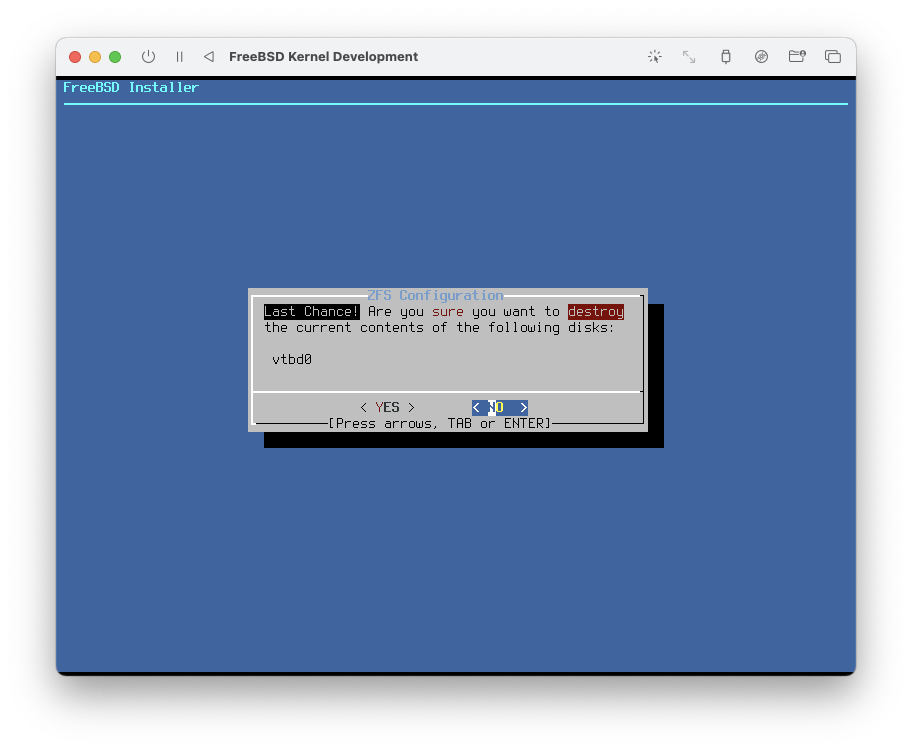 FreeBSD Kernel Development
FreeBSD Installer
ZFS Configuration
Last Chance! Are you sure you want to destroy
the current contents of the following disks:
vtbd0
< YES > < NO >
[Press arrows, TAB or ENTER]